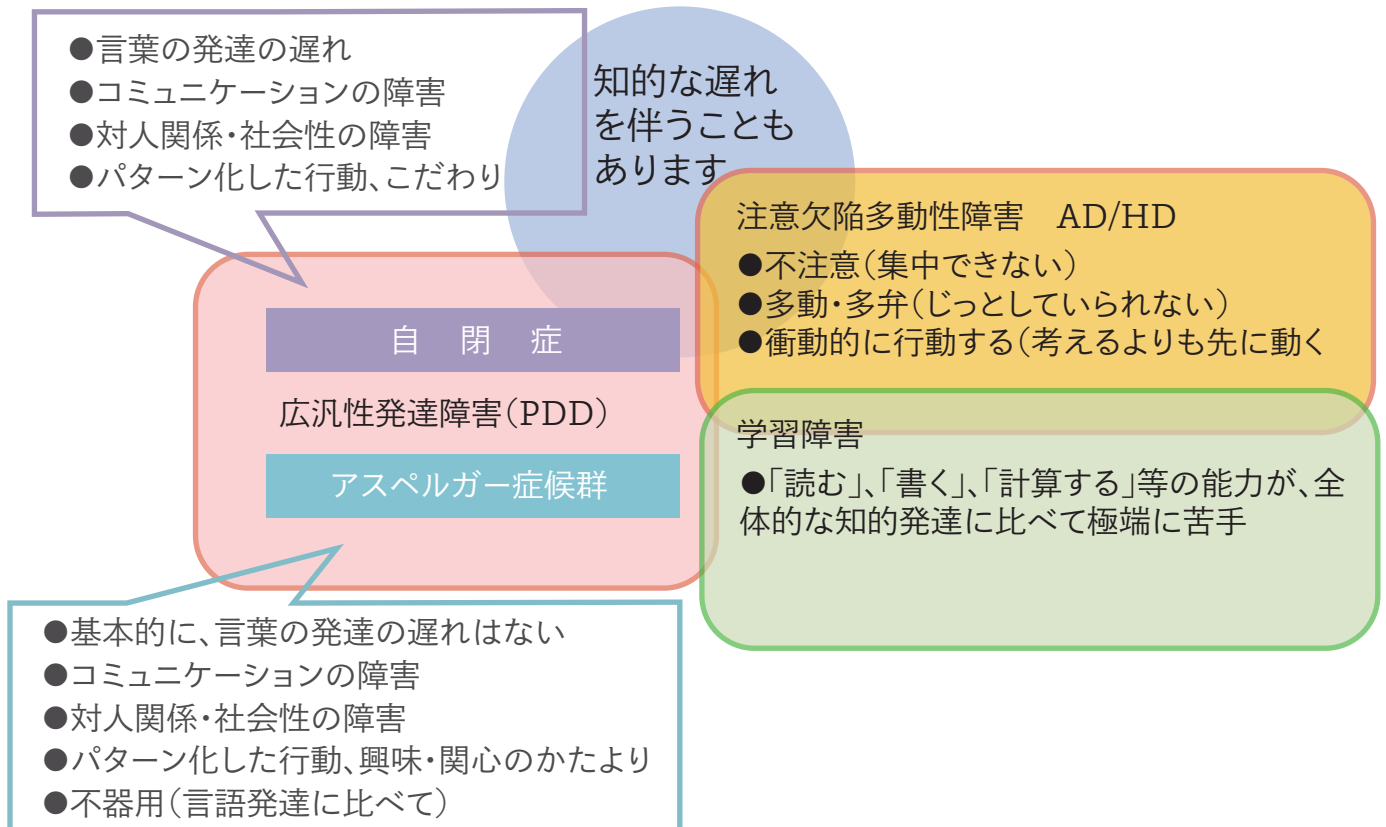 ●言葉の発達の遅れ
●コミュニケーションの障害
●対人関係・社会性の障害
●パターン化した行動、こだわり
知的な遅れ
を伴うことも
あります
注意欠陥多動性障害　AD/HD
●不注意(集中できない)
●多動・多弁(じっとしていられない)
●衝動的に行動する(考えるよりも先に動く
自　閉　症
広汎性発達障害(PDD)
アスペルガー症候群
学習障害
●「読む」、「書く」、「計算する」等の能力が、全
体的な知的発達に比べて極端に苦手
●基本的に、言葉の発達の遅れはない
●コミュニケーションの障害
●対人関係・社会性の障害
●パターン化した行動、興味・関心のかたより
●不器用(言語発達に比べて)